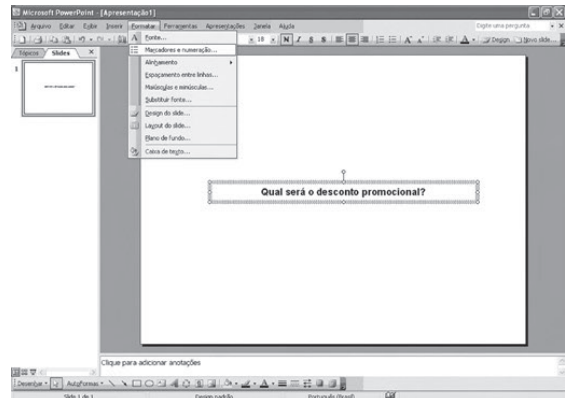 Microsoft PowerPoint - [Apresentação1]
Arquivo Editar Exibir Inserir Formatar Ferramentas Apresentações Janela Ajuda
Digite uma pergunta
18 N I S S
Design Novo slide...
Tópicos Slides
1
Fonte...
Marcadores e numeração...
Alinhamento
Espaçamento entre linhas...
Maiúsculas e minúsculas...
Substituir fonte...
Design do slide...
Layout do slide...
Plano de fundo...
Caixa de texto...
Qual será o desconto promocional?
Clique para adicionar anotações
Desenhar AutoFormas
Slide 1 de 1 Design padrão Português (Brasil)